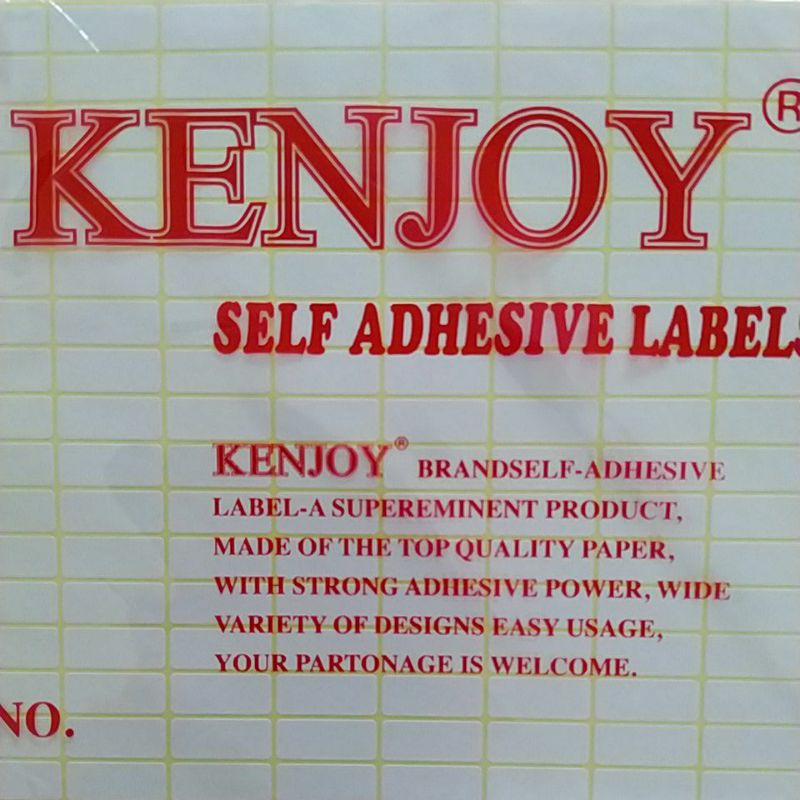 KENJOY®
SELF ADHESIVE LABELS
KENJOY® BRANDSELF-ADHESIVE
LABEL-A SUPEREMINENT PRODUCT,
MADE OF THE TOP QUALITY PAPER,
WITH STRONG ADHESIVE POWER, WIDE
VARIETY OF DESIGNS EASY USAGE,
YOUR PARTONAGE IS WELCOME.
NO.